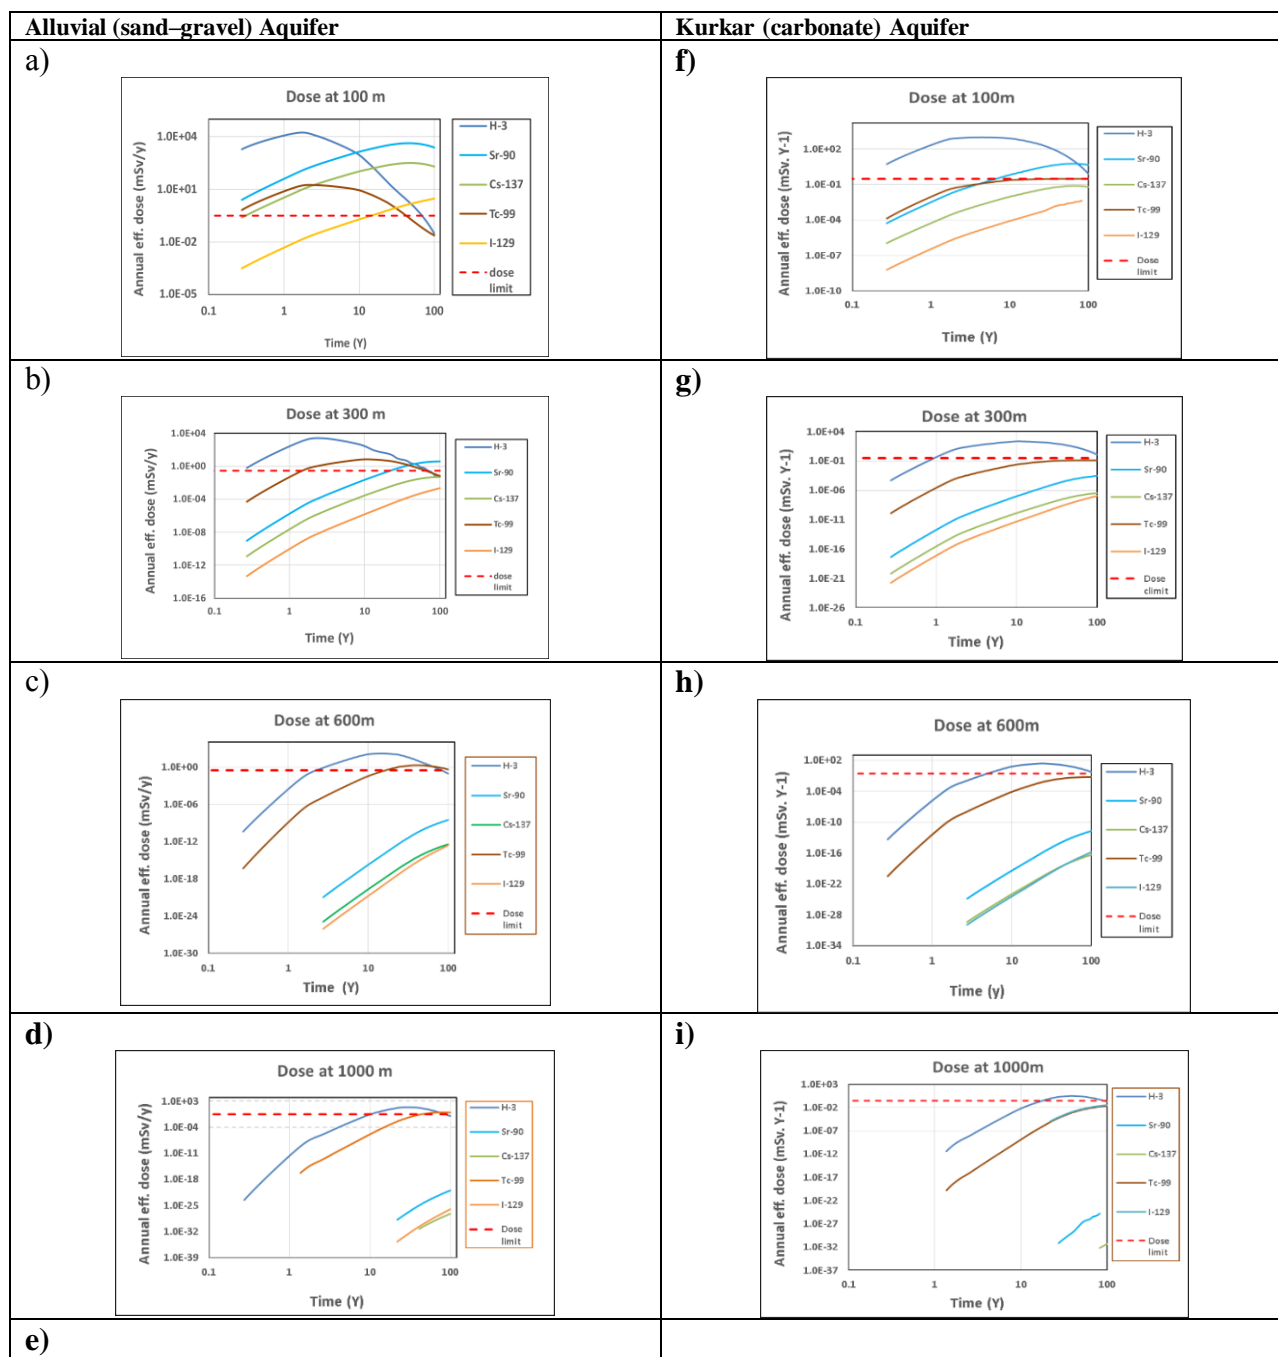 Alluvial (sand–gravel) Aquifer
Kurkar (carbonate) Aquifer
a)
Dose at 100 m
Annual eff. dose (mSv/y)
1.0E+04
1.0E+01
1.0E-02
1.0E-05
0.1 1 10 100
Time (Y)
H-3
Sr-90
Cs-137
Tc-99
I-129
dose
limit
f)
Dose at 100m
Annual eff. dose (mSv. Y-1)
1.0E+02
1.0E-01
1.0E-04
1.0E-07
1.0E-10
0.1 1 10 100
Time (Y)
H-3
Sr-90
Cs-137
Tc-99
I-129
Dose
limit
b)
Dose at 300 m
Annual eff. dose (mSv/y)
1.0E+04
1.0E+00
1.0E-04
1.0E-08
1.0E-12
1.0E-16
0.1 1 10 100
Time (Y)
H-3
Sr-90
Cs-137
Tc-99
I-129
dose
limit
g)
Dose at 300m
Annual eff. dose (mSv. Y-1)
1.0E+04
1.0E-01
1.0E-06
1.0E-11
1.0E-16
1.0E-21
1.0E-26
0.1 1 10 100
Time (Y)
H-3
Sr-90
Cs-137
Tc-99
I-129
Dose
climit
c)
Dose at 600m
Annual eff. dose (mSv/y)
1.0E+00
1.0E-06
1.0E-12
1.0E-18
1.0E-24
1.0E-30
0.1 1 10 100
Time (Y)
H-3
Sr-90
Cs-137
Tc-99
I-129
Dose
limit
h)
Dose at 600m
Annual eff. dose (mSv. Y-1)
1.0E+02
1.0E-04
1.0E-10
1.0E-16
1.0E-22
1.0E-28
1.0E-34
0.1 1 10 100
Time (y)
H-3
Sr-90
Cs-137
Tc-99
I-129
Dose
limit
d)
Dose at 1000 m
Annual eff. dose (mSv/y)
1.0E+03
1.0E-04
1.0E-11
1.0E-18
1.0E-25
1.0E-32
1.0E-39
0.1 1 10 100
Time (Y)
H-3
Sr-90
Cs-137
Tc-99
I-129
Dose
limit
i)
Dose at 1000m
Annual eff. dose (mSv. Y-1)
1.0E+03
1.0E-02
1.0E-07
1.0E-12
1.0E-17
1.0E-22
1.0E-27
1.0E-32
1.0E-37
0.1 1 10 100
Time (Y)
H-3
Sr-90
Cs-137
Tc-99
I-129
Dose
limit
e)